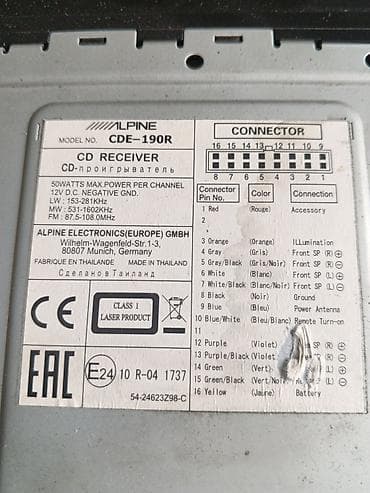 ALPINE
MODEL NO. CDE-190R
CD RECEIVER
CD-проигрыватель
50WATTS MAX.POWER PER CHANNEL
12V D.C. NEGATIVE GND.
LW : 153-281KHz
MW : 531-1602KHz
FM : 87.5-108.0MHz
ALPINE ELECTRONICS(EUROPE) GMBH
Wilhelm-Wagenfeld-Str.1-3,
80807 Munich, Germany
FABRIQUE EN THAILANDE MADE IN THAILAND
Сделано в Таиланд
CE
CLASS 1
LASER PRODUCT
EAC
E24 10 R-04 1737
54-24623Z98-C
CONNECTOR
16 15 14 13 12 11 10 9
8 7 6 5 4 3 2 1
Connector Pin No. Color Connection
1 Red (Rouge) Accessory
2
3 Orange (Orange) Illumination
4 Gray (Gris) Front SP (R) ⊕
5 Gray/Black (Gris/Noir) Front SP (R) ⊖
6 White (Blanc) Front SP (L) ⊕
7 White/Black (Blanc/Noir) Front SP (L) ⊖
8 Black (Noir) Ground
9 Blue (Bleu) Power Antenna
10 Blue/White (Bleu/Blanc) Remote Turn-on
11
12 Purple (Violet) SP (R) ⊕
13 Purple/Black (Violet/ SP (R) ⊖
14 Green (Vert) (L) ⊕
15 Green/Black (Vert/Noir) (L) ⊖
16 Yellow (Jaune) Battery